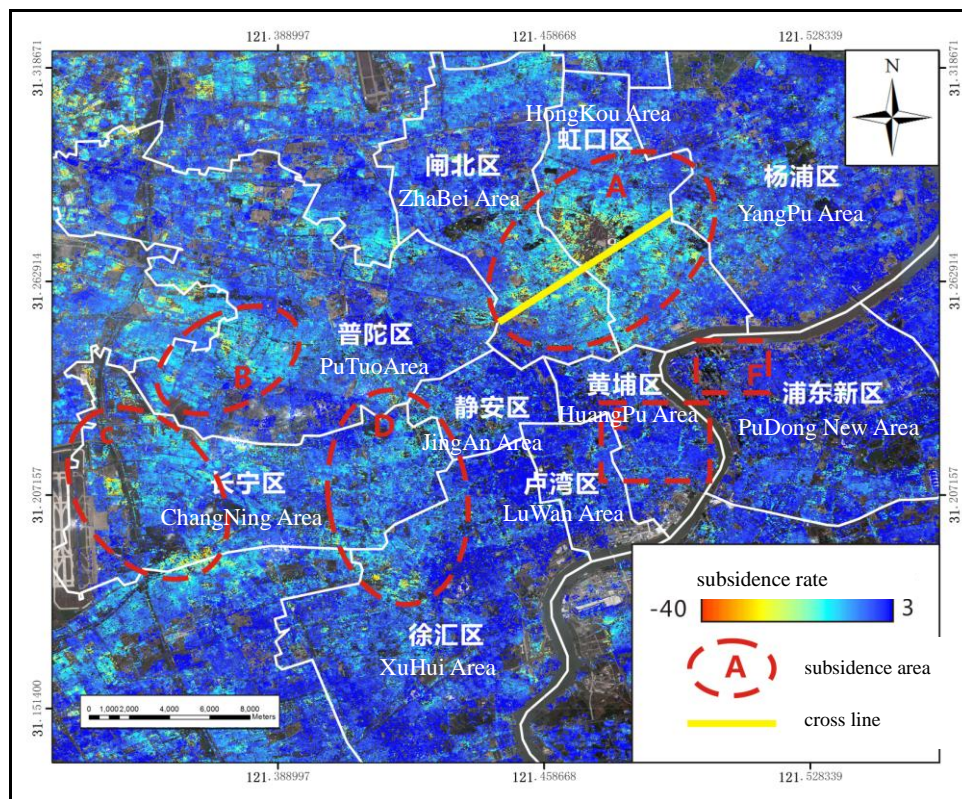 121.388997
121.458668
121.528339
31.318671
31.318671
N
HongKou Area
虹口区
闸北区
ZhaBei Area
A
杨浦区
YangPu Area
31.262914
31.262914
普陀区
PuTuoArea
B
黄埔区
HuangPu Area
F
浦东新区
PuDong New Area
静安区
JingAn Area
D
C
长宁区
ChangNing Area
卢湾区
LuWan Area
31.207157
31.207157
徐汇区
XuHui Area
subsidence rate
-40
3
A
subsidence area
cross line
0 1,000 2,000 4,000 6,000 8,000
Meters
31.151400
31.151400
121.388997
121.458668
121.528339